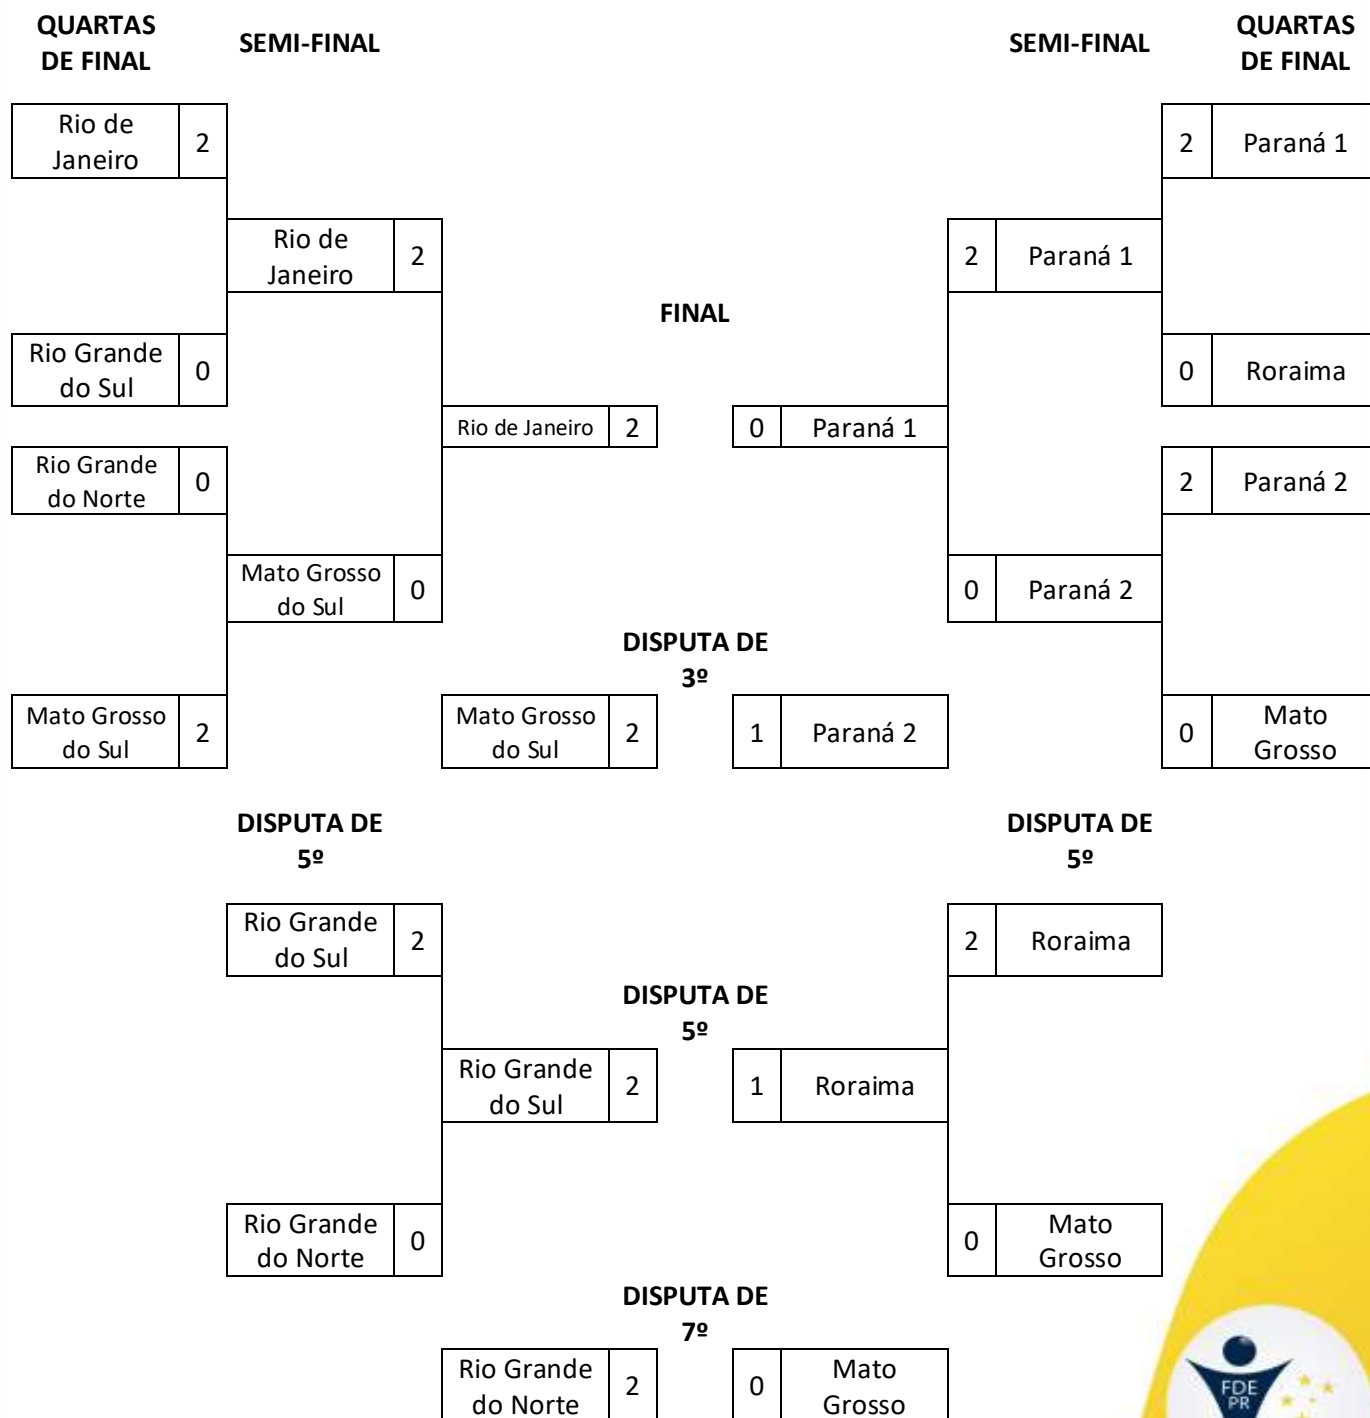 QUARTAS
DE FINAL
SEMI-FINAL
SEMI-FINAL
QUARTAS
DE FINAL
Rio de
Janeiro
2
2
Paraná 1
Rio de
Janeiro
2
2
Paraná 1
FINAL
Rio Grande
do Sul
0
0
Roraima
Rio de Janeiro
2
0
Paraná 1
Rio Grande
do Norte
0
2
Paraná 2
Mato Grosso
do Sul
0
0
Paraná 2
DISPUTA DE
3º
Mato Grosso
do Sul
2
Mato Grosso
do Sul
2
1
Paraná 2
0
Mato
Grosso
DISPUTA DE
5º
DISPUTA DE
5º
Rio Grande
do Sul
2
2
Roraima
DISPUTA DE
5º
Rio Grande
do Sul
2
1
Roraima
Rio Grande
do Norte
0
0
Mato
Grosso
DISPUTA DE
7º
Rio Grande
do Norte
2
0
Mato
Grosso
FDE
PR